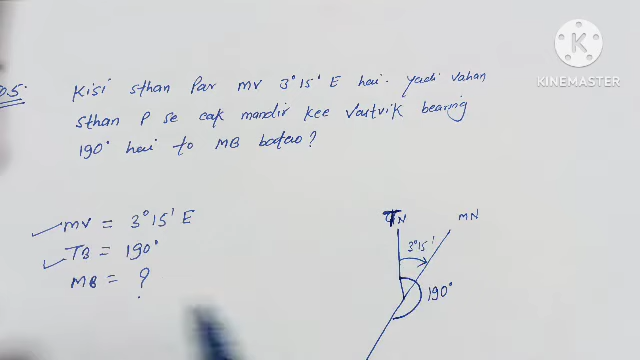 05.
Kisi sthan Par MV 3°15' E hai. Yadi vahan
sthan P se eak mandir kee Vastvik bearing
190° hai to MB batao?
MV = 3°15' E
TB = 190°
MB = ?
TN
MN
3°15'
190°
KINEMASTER